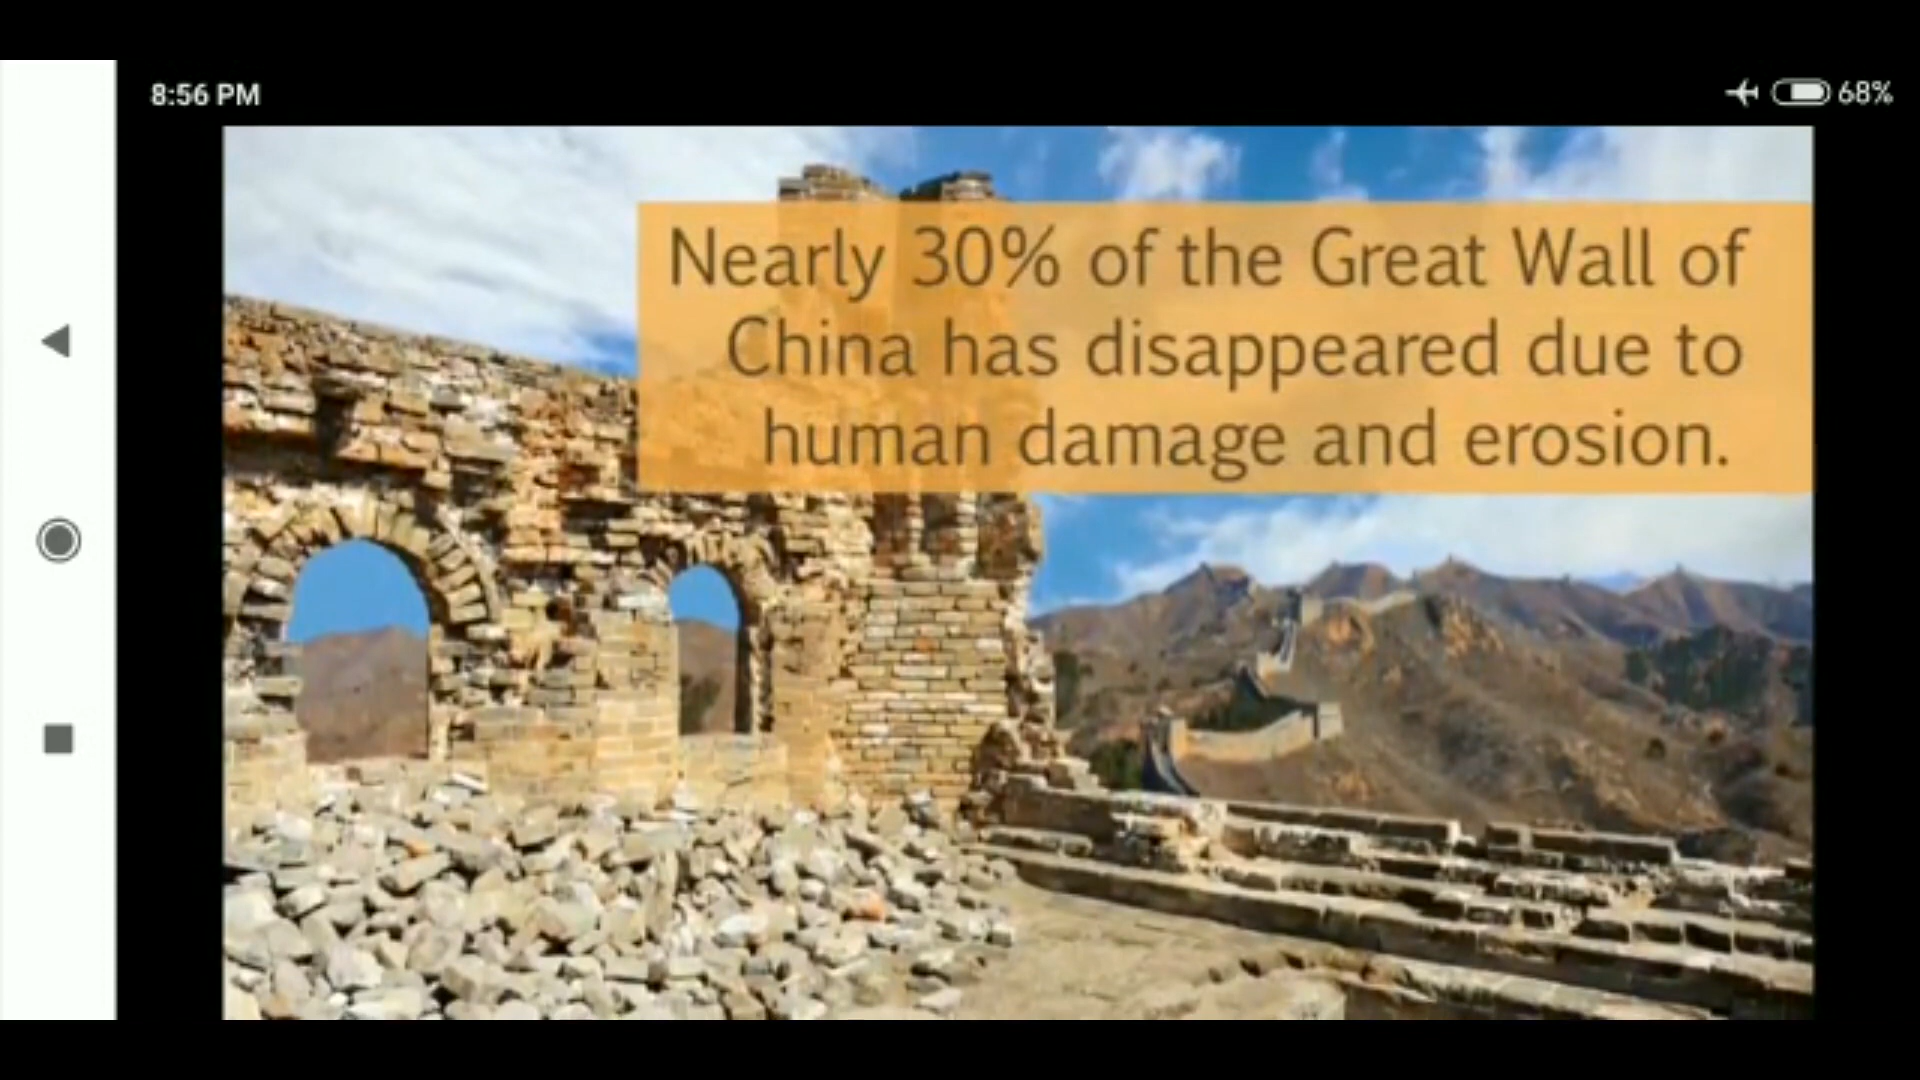 8:56 PM
68%
Nearly 30% of the Great Wall of
China has disappeared due to
human damage and erosion.